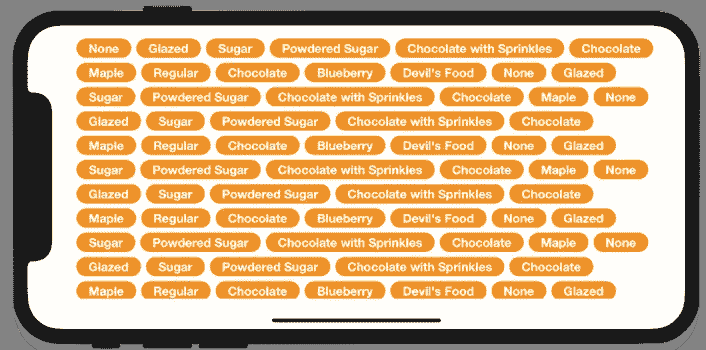 None Glazed Sugar Powdered Sugar Chocolate with Sprinkles Chocolate
Maple Regular Chocolate Blueberry Devil's Food None Glazed
Sugar Powdered Sugar Chocolate with Sprinkles Chocolate Maple None
Glazed Sugar Powdered Sugar Chocolate with Sprinkles Chocolate
Maple Regular Chocolate Blueberry Devil's Food None Glazed
Sugar Powdered Sugar Chocolate with Sprinkles Chocolate Maple None
Glazed Sugar Powdered Sugar Chocolate with Sprinkles Chocolate
Maple Regular Chocolate Blueberry Devil's Food None Glazed
Sugar Powdered Sugar Chocolate with Sprinkles Chocolate Maple None
Glazed Sugar Powdered Sugar Chocolate with Sprinkles Chocolate
Maple Regular Chocolate Blueberry Devil's Food None Glazed